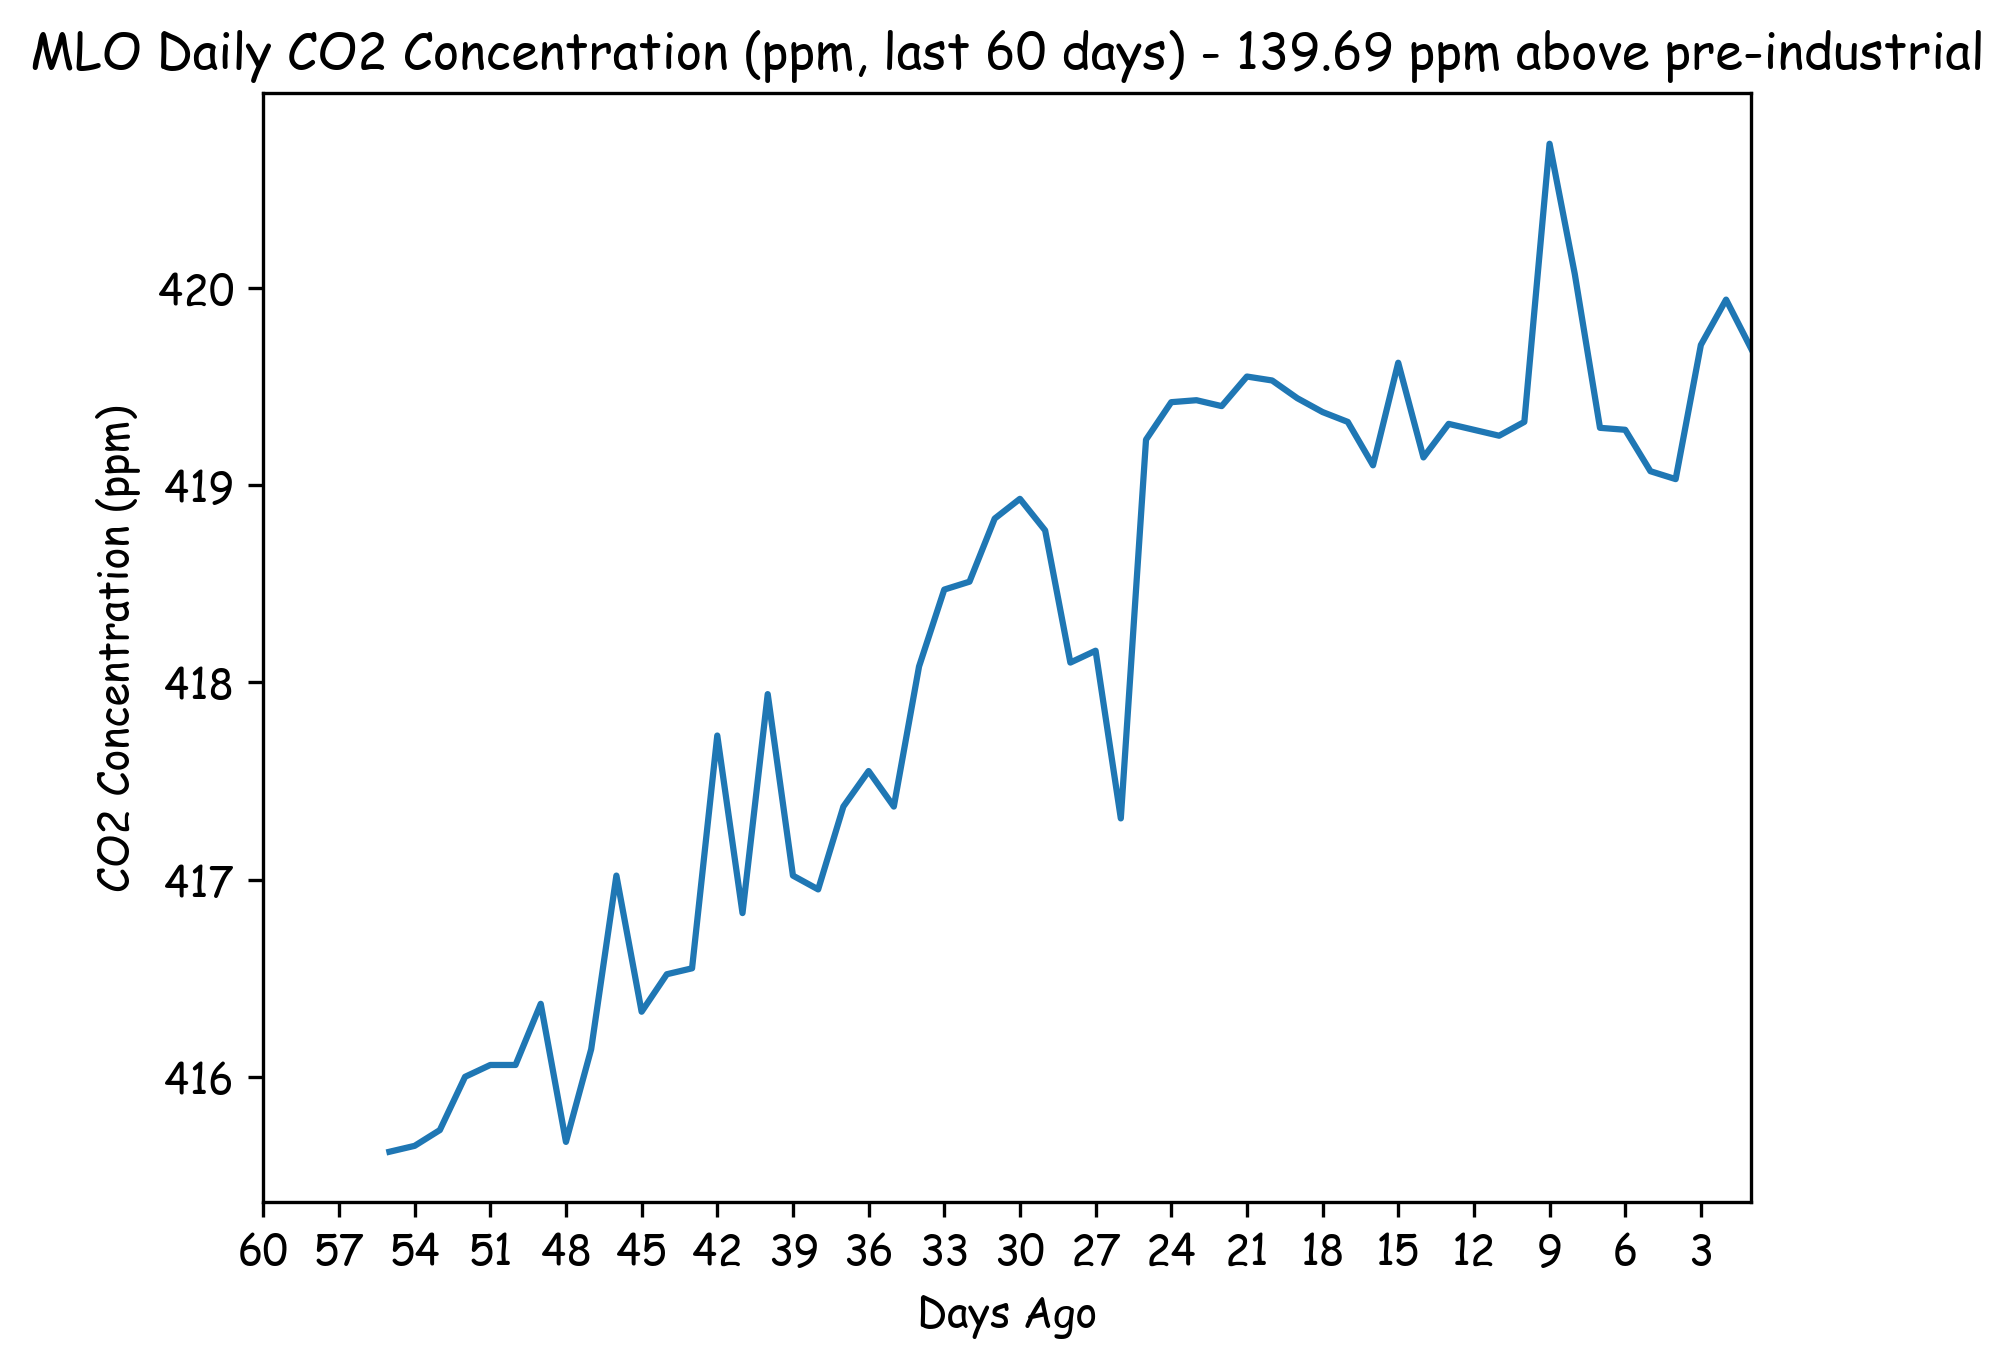 MLO Daily CO2 Concentration (ppm, last 60 days) - 139.69 ppm above pre-industrial
CO2 Concentration (ppm)
420
419
418
417
416
60 57 54 51 48 45 42 39 36 33 30 27 24 21 18 15 12 9 6 3
Days Ago